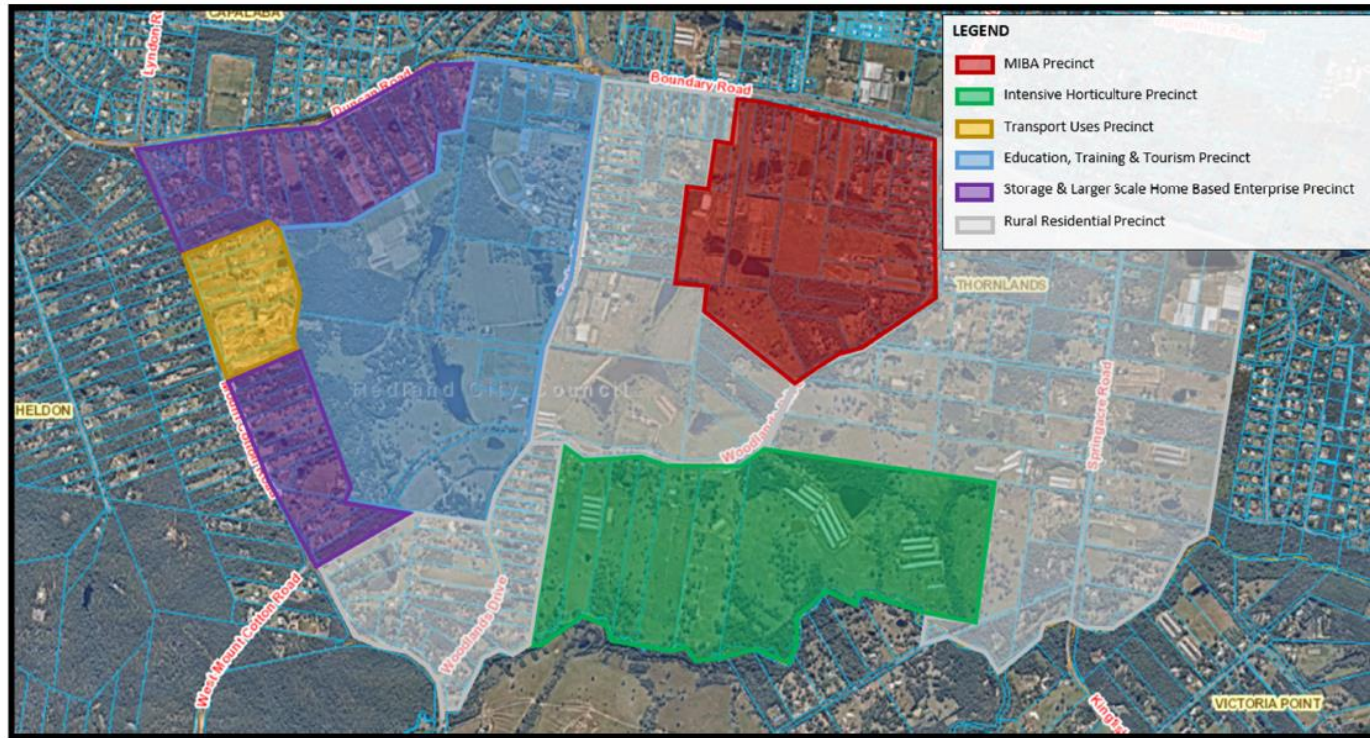 CAPALABA
Lyndon R
Duncan Road
Boundary Road
LEGEND
MIBA Precinct
Intensive Horticulture Precinct
Transport Uses Precinct
Education, Training & Tourism Precinct
Storage & Larger Scale Home Based Enterprise Precinct
Rural Residential Precinct
THORNLANDS
Redland City Council
HELDON
Springacre Road
Woodlands Drive
West Mount Cotton Road
VICTORIA POINT